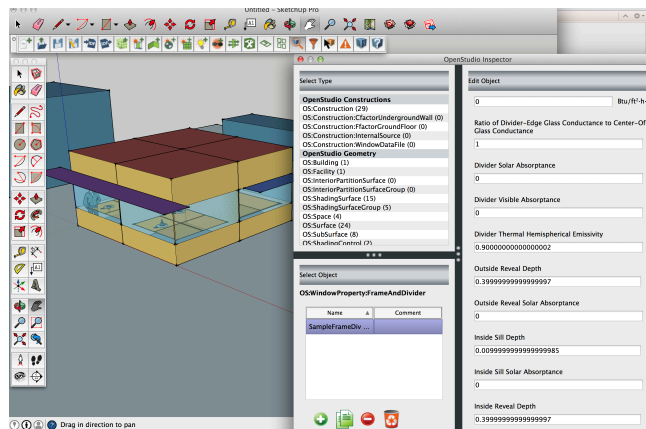 Untitled - SketchUp Pro
OpenStudio Inspector
Select Type
OpenStudio Constructions
OS:Construction (29)
OS:Construction:CfactorUndergroundWall (0)
OS:Construction:FfactorGroundFloor (0)
OS:Construction:InternalSource (0)
OS:Construction:WindowDataFile (0)
OpenStudio Geometry
OS:Building (1)
OS:Facility (1)
OS:InteriorPartitionSurface (0)
OS:InteriorPartitionSurfaceGroup (0)
OS:ShadingSurface (15)
OS:ShadingSurfaceGroup (5)
OS:Space (4)
OS:Surface (24)
OS:SubSurface (8)
OS:ShadingControl (2)
Select Object
OS:WindowProperty:FrameAndDivider
Name Comment
SampleFrameDiv ...
Edit Object
0 Btu/ft²·h·
Ratio of Divider-Edge Glass Conductance to Center-Of
Glass Conductance
1
Divider Solar Absorptance
0
Divider Visible Absorptance
0
Divider Thermal Hemispherical Emissivity
0.90000000000000002
Outside Reveal Depth
0.39999999999999997
Outside Reveal Solar Absorptance
0
Inside Sill Depth
0.0099999999999999985
Inside Sill Solar Absorptance
0
Inside Reveal Depth
0.39999999999999997
Drag in direction to pan